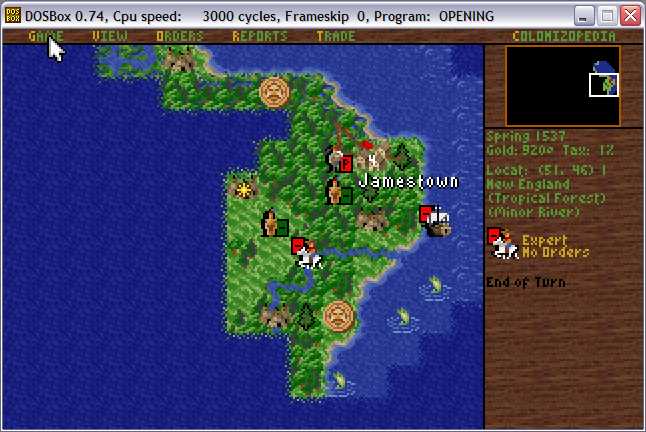 DOSBox 0.74, Cpu speed: 3000 cycles, Frameskip 0, Program: OPENING
GAME VIEW ORDERS REPORTS TRADE COLONIZOPEDIA
Spring 1537
Gold: 920¢ Tax: 1%
Locat: (51, 46) 1
New England
(Tropical Forest)
(Minor River)
Expert
No Orders
End of Turn
P
4
Jamestown